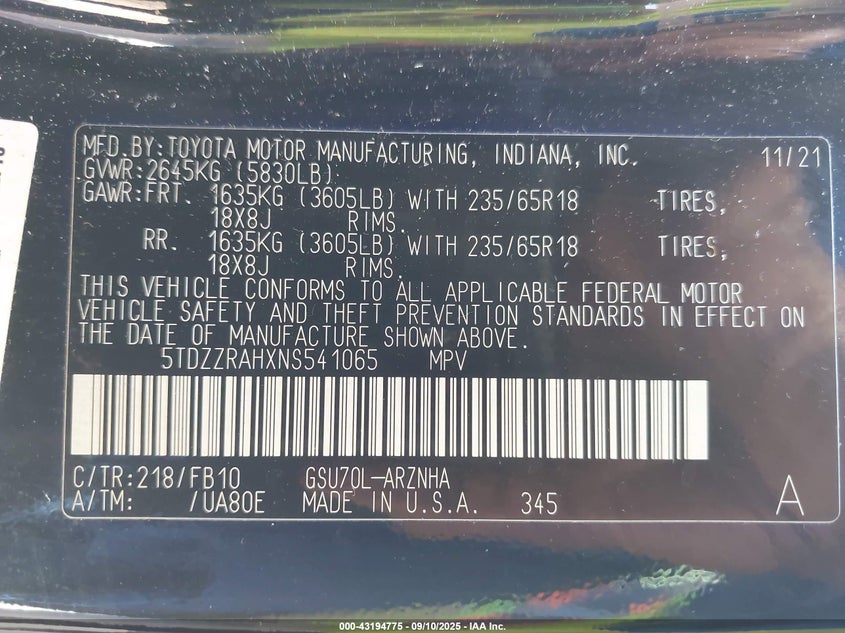 MFD.BY:TOYOTA MOTOR MANUFACTURING, INDIANA, INC. 11/21
GVWR:2645KG (5830LB)
GAWR:FRT. 1635KG (3605LB) WITH 235/65R18 TIRES,
18X8J RIMS.
RR. 1635KG (3605LB) WITH 235/65R18 TIRES,
18X8J RIMS.
THIS VEHICLE CONFORMS TO ALL APPLICABLE FEDERAL MOTOR
VEHICLE SAFETY AND THEFT PREVENTION STANDARDS IN EFFECT ON
THE DATE OF MANUFACTURE SHOWN ABOVE.
5TDZZRAHXNS541065 MPV
C/TR:218/FB10 GSU70L-ARZNHA
A/TM: /UA80E MADE IN U.S.A. 345 A
000-43194775 - 09/10/2025 - IAA Inc.